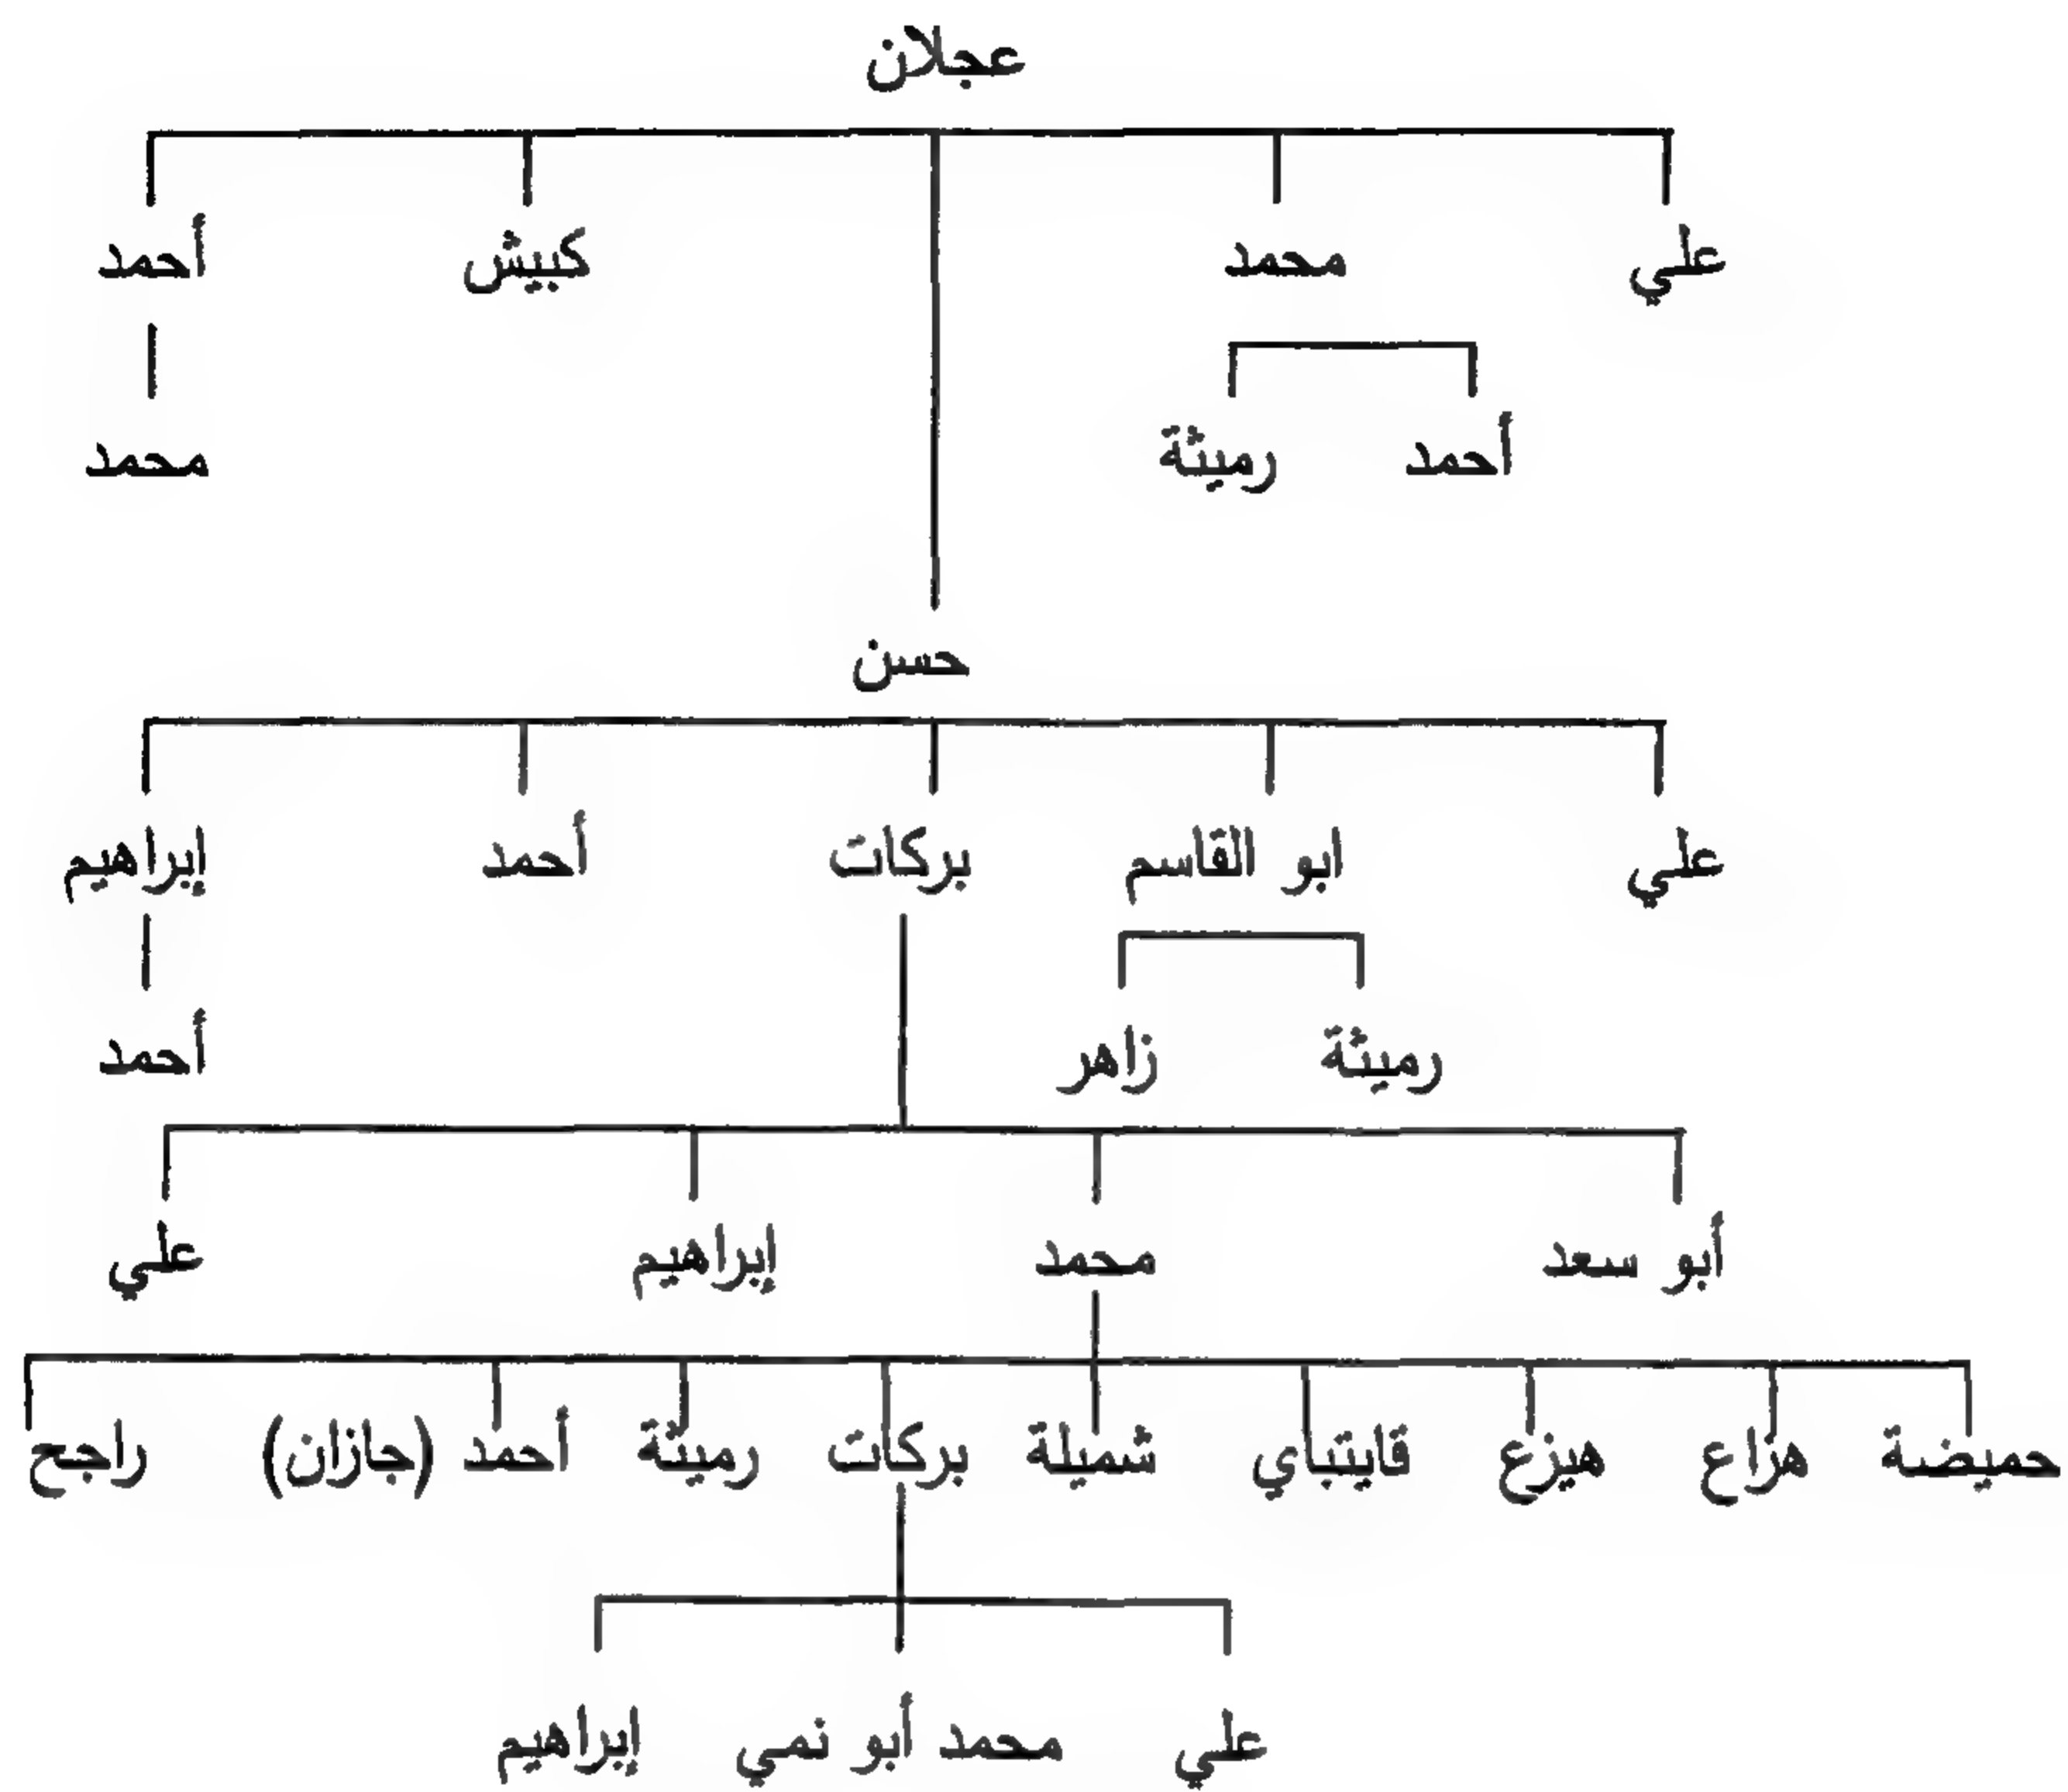 عجلان
علي محمد كبيش أحمد
أحمد رميثة محمد
حسن
علي ابو القاسم بركات أحمد إبراهيم
رميثة زاهر أحمد
أبو سعد محمد إبراهيم علي
حميضة هزاع هيزع قايتباي شميلة بركات رميثة أحمد (جازان) راجح
علي محمد أبو نمي إبراهيم